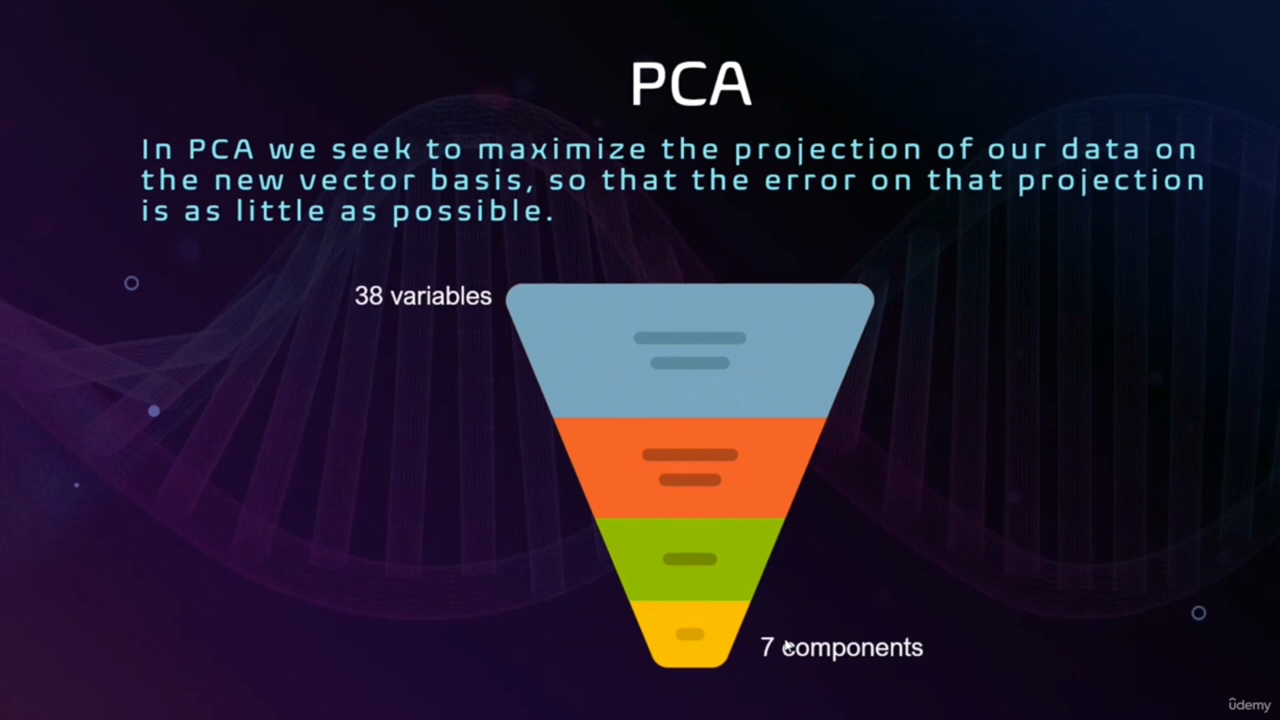 PCA
In PCA we seek to maximize the projection of our data on
the new vector basis, so that the error on that projection
is as little as possible.
38 variables
7 components
ûdemy